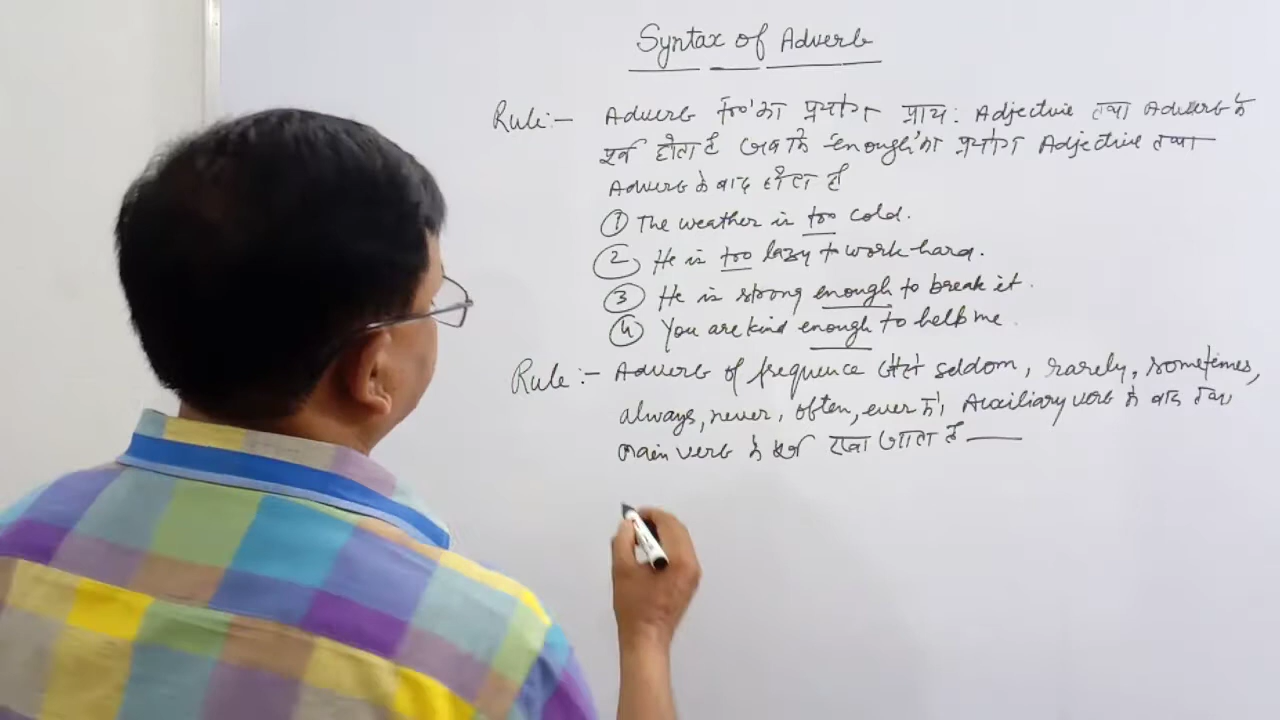 Syntax of Adverb
Rule:- Adverb 'too' का प्रयोग प्राय: Adjective तथा Adverb के
पूर्व होता है जबकि 'enough' का प्रयोग Adjective तथा
Adverb के बाद होता है
① The weather is too cold.
② He is too lazy to work hard.
③ He is strong enough to break it.
④ You are kind enough to help me.
Rule:- Adverb of frequence जैसे seldom, rarely, sometimes,
always, never, often, ever को Auxiliary verb के बाद तथा
main verb के पूर्व रखा जाता है —